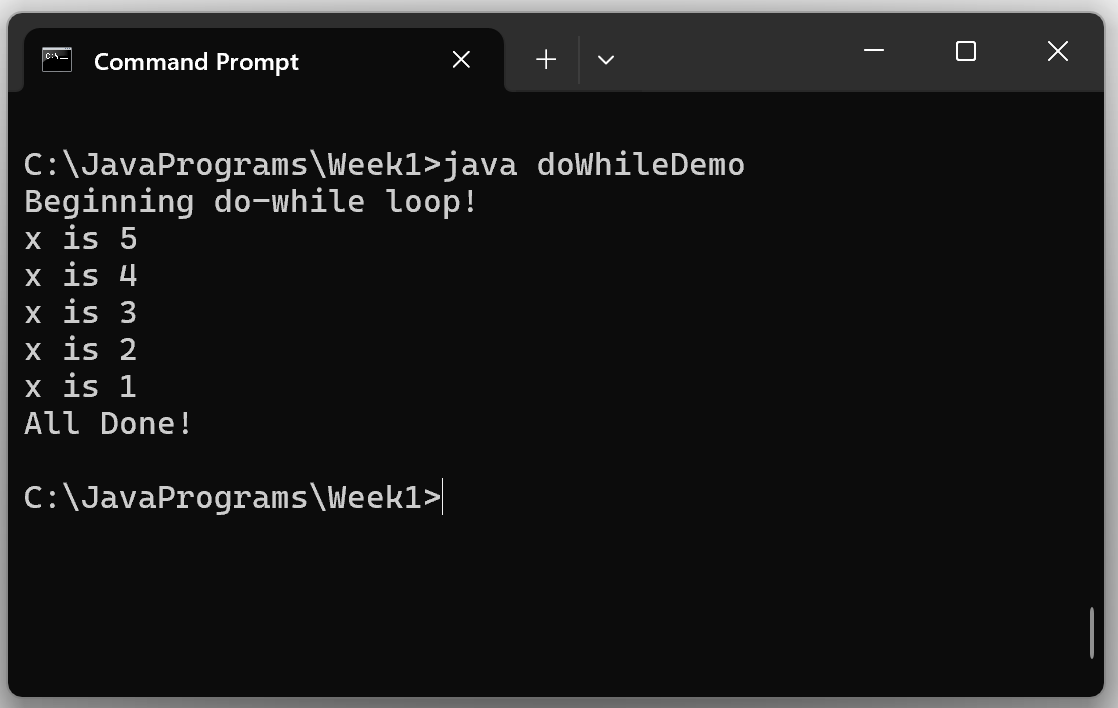 Command Prompt
C:\JavaPrograms\Week1>java doWhileDemo
Beginning do-while loop!
x is 5
x is 4
x is 3
x is 2
x is 1
All Done!
C:\JavaPrograms\Week1>